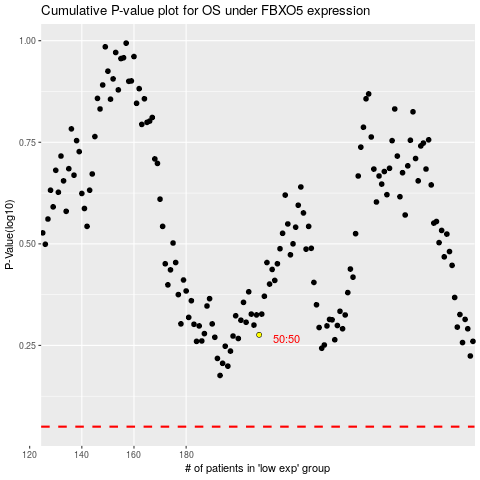 Cumulative P-value plot for OS under FBXO5 expression
P-Value(log10)
1.00
0.75
0.50
0.25
50:50
120 140 160 180
# of patients in 'low exp' group